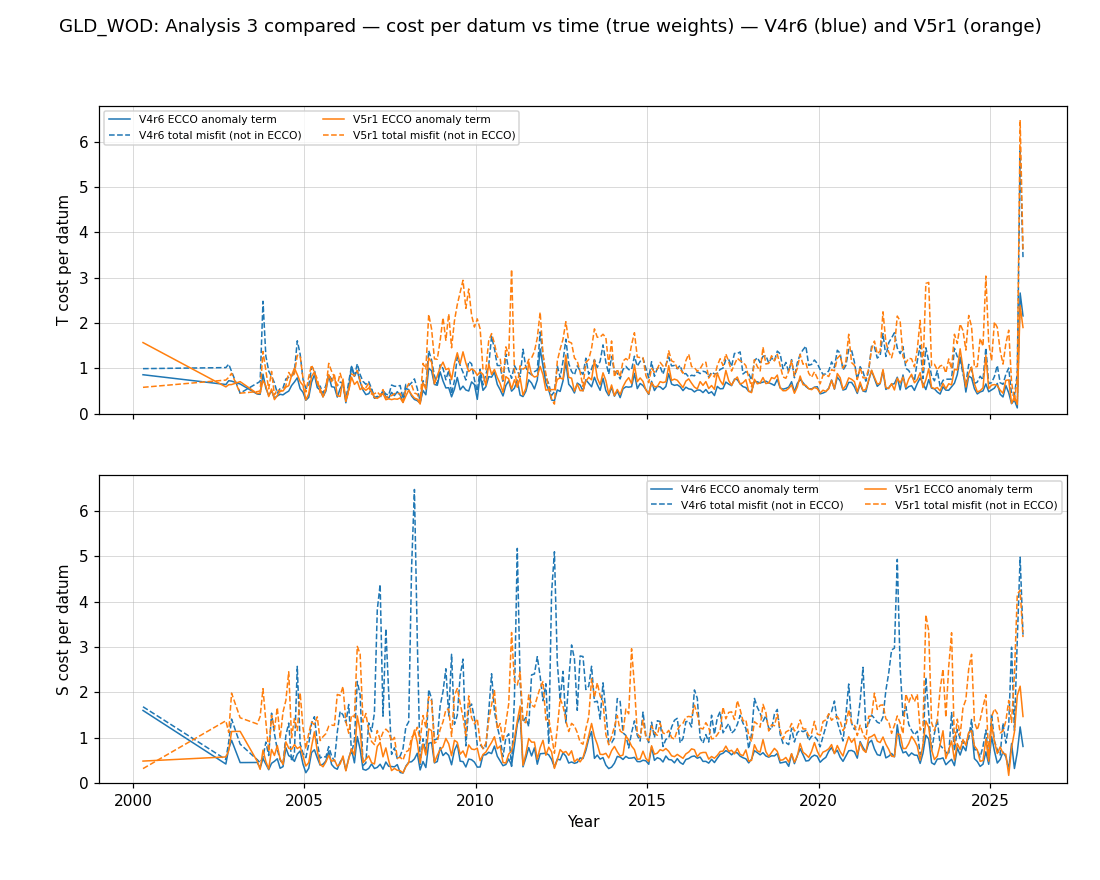 GLD_WOD: Analysis 3 compared — cost per datum vs time (true weights) — V4r6 (blue) and V5r1 (orange)
V4r6 ECCO anomaly term
V4r6 total misfit (not in ECCO)
V5r1 ECCO anomaly term
V5r1 total misfit (not in ECCO)
T cost per datum
6
5
4
3
2
1
0
V4r6 ECCO anomaly term
V4r6 total misfit (not in ECCO)
V5r1 ECCO anomaly term
V5r1 total misfit (not in ECCO)
S cost per datum
6
5
4
3
2
1
0
2000 2005 2010 2015 2020 2025
Year